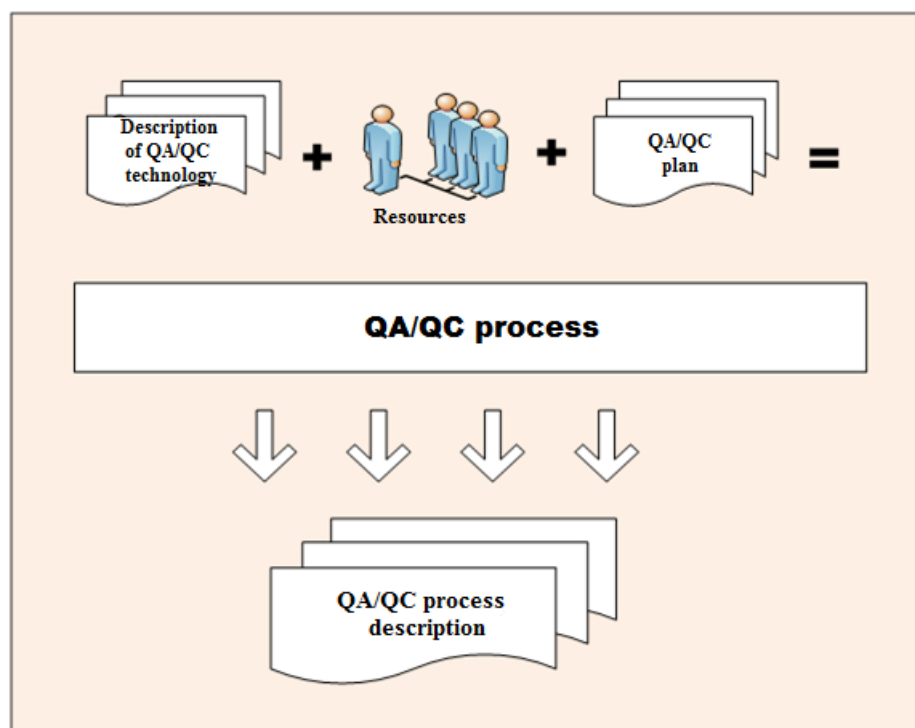 Description
of QA/QC
technology
+
Resources
+
QA/QC
plan
=
QA/QC process
QA/QC process
description